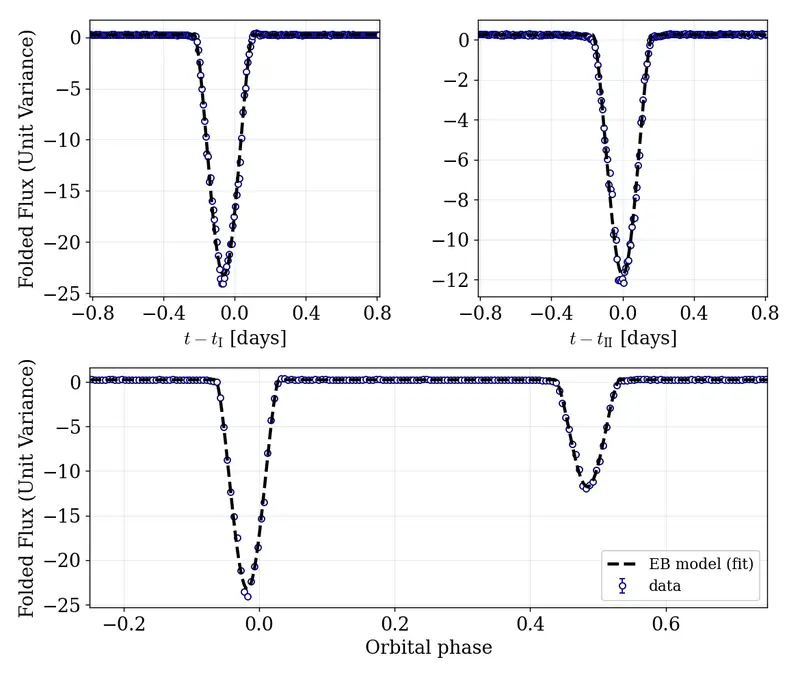 Folded Flux (Unit Variance)
0
−5
−10
−15
−20
−25
−0.8 −0.4 0.0 0.4 0.8
t − t_I [days]
0
−2
−4
−6
−8
−10
−12
−0.8 −0.4 0.0 0.4 0.8
t − t_II [days]
Folded Flux (Unit Variance)
0
−5
−10
−15
−20
−25
−0.2 0.0 0.2 0.4 0.6
Orbital phase
EB model (fit)
data